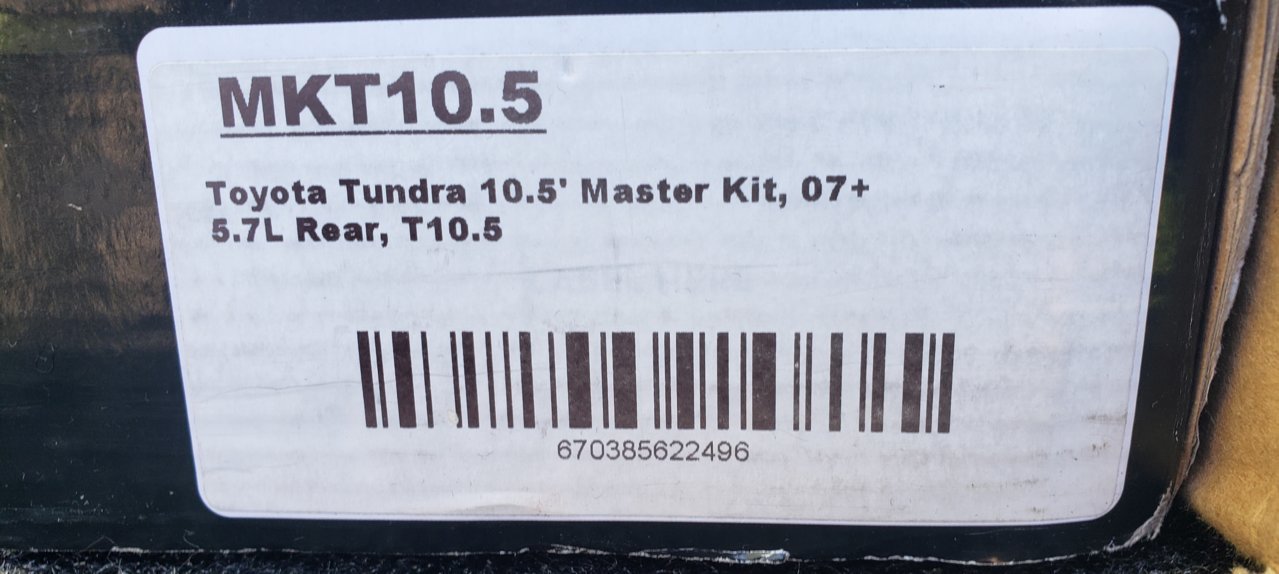 MKT10.5
Toyota Tundra 10.5' Master Kit, 07+
5.7L Rear, T10.5
670385622496